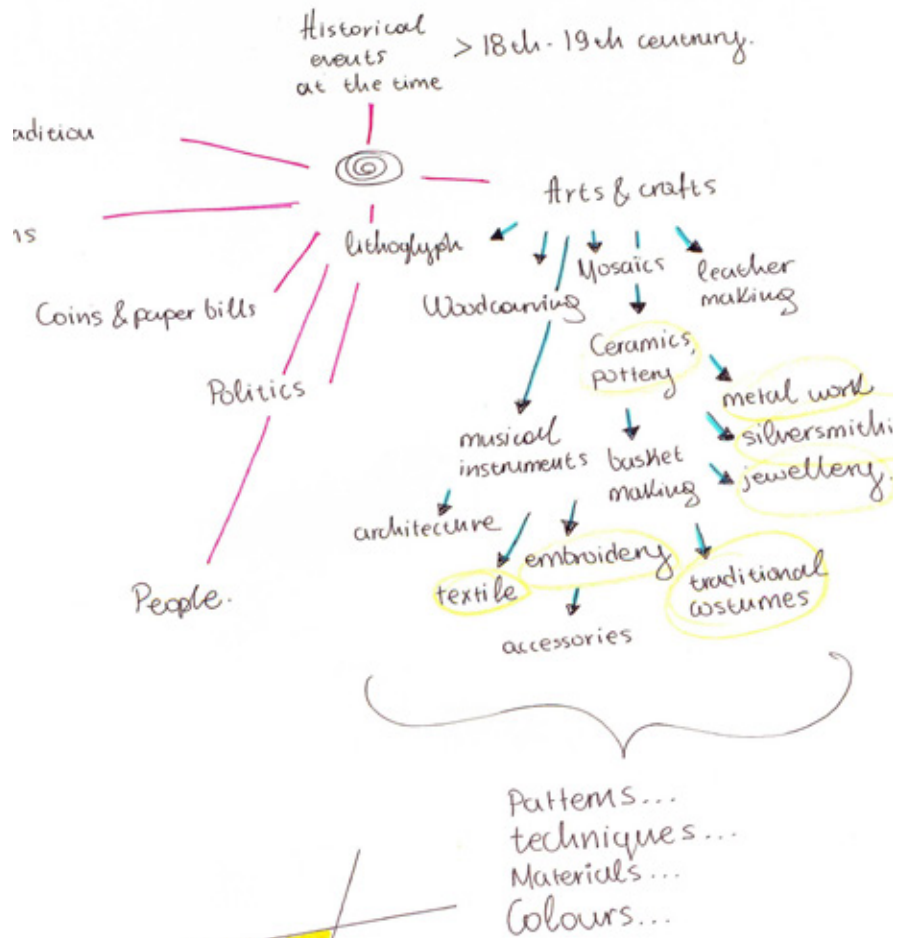 Historical
events
at the time
> 18th - 19th centurny.
adition
ns
Arts & crafts
lithoglyph
Mosaics
leather
making
Woodcarving
Coins & paper bills
Ceramics,
pottery
Politics
metal work
silversmithi
jewellery
musical
instruments
basket
making
architecture
embroidery
textile
traditional
costumes
People.
accessories
Patterns...
techniques...
Materials...
Colours...